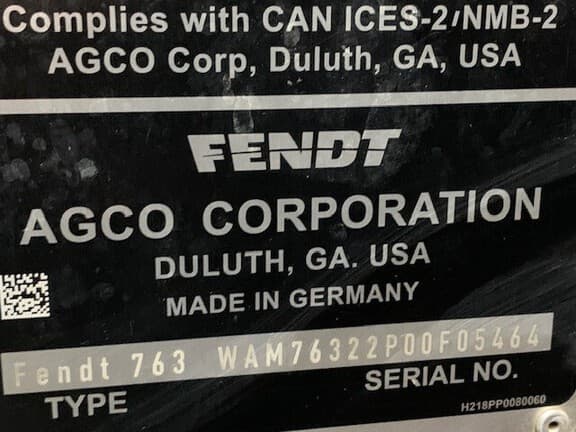 Complies with CAN ICES-2/NMB-2
AGCO Corp, Duluth, GA, USA
FENDT
AGCO CORPORATION
DULUTH, GA. USA
MADE IN GERMANY
Fendt 763 WAM76322P00F05464
TYPE SERIAL NO.
H218PP0080060